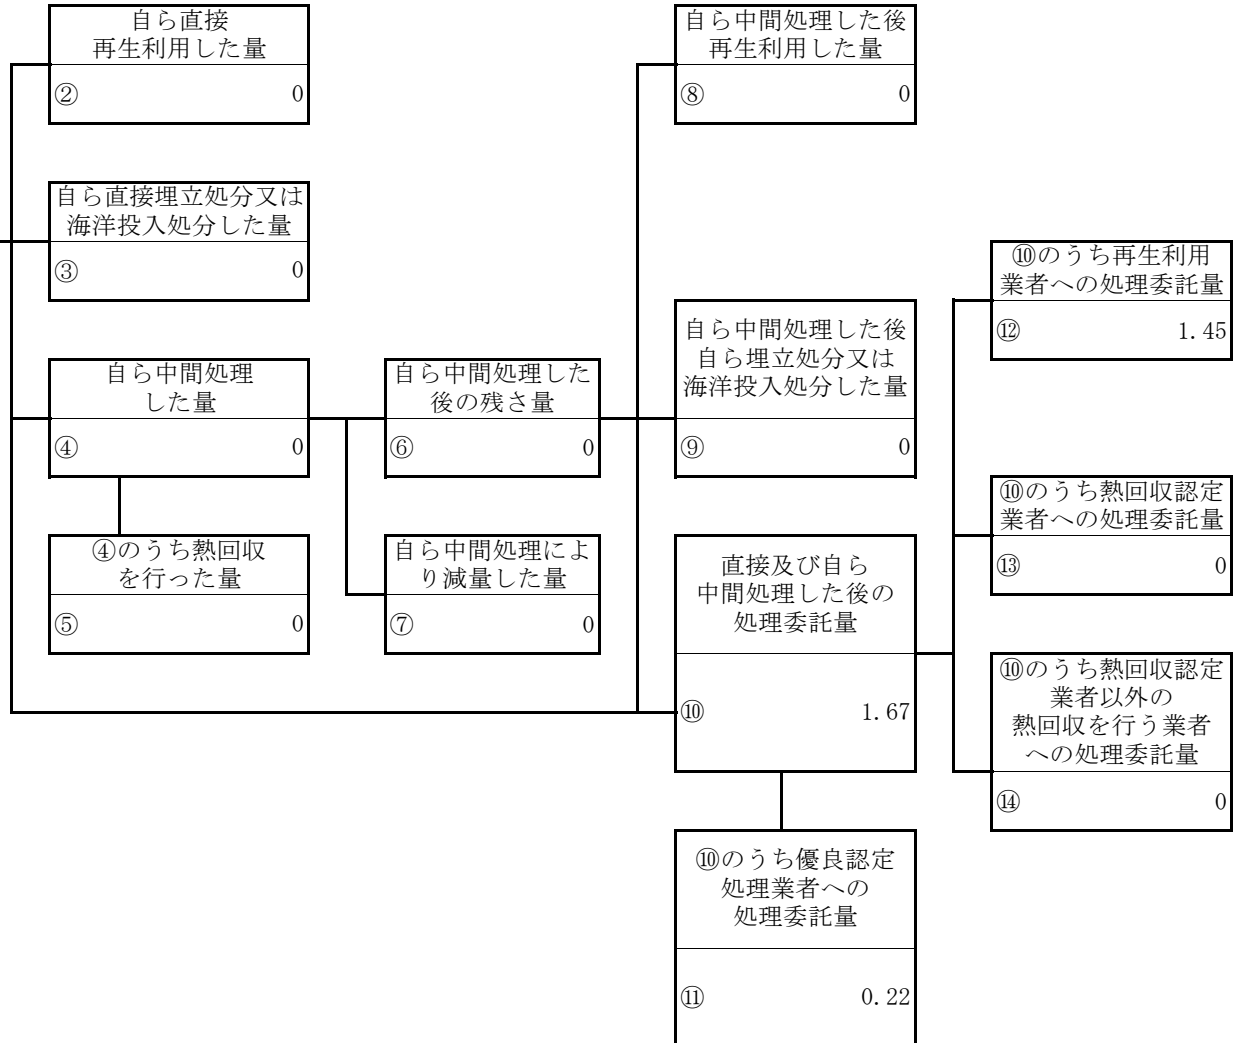 自ら直接
再生利用した量
② 0
自ら直接埋立処分又は
海洋投入処分した量
③ 0
自ら中間処理
した量
④ 0
④のうち熱回収
を行った量
⑤ 0
自ら中間処理した
後の残さ量
⑥ 0
自ら中間処理によ
り減量した量
⑦ 0
自ら中間処理した後
再生利用した量
⑧ 0
自ら中間処理した後
自ら埋立処分又は
海洋投入処分した量
⑨ 0
直接及び自ら
中間処理した後の
処理委託量
⑩ 1.67
⑩のうち優良認定
処理業者への
処理委託量
⑪ 0.22
⑩のうち再生利用
業者への処理委託量
⑫ 1.45
⑩のうち熱回収認定
業者への処理委託量
⑬ 0
⑩のうち熱回収認定
業者以外の
熱回収を行う業者
への処理委託量
⑭ 0